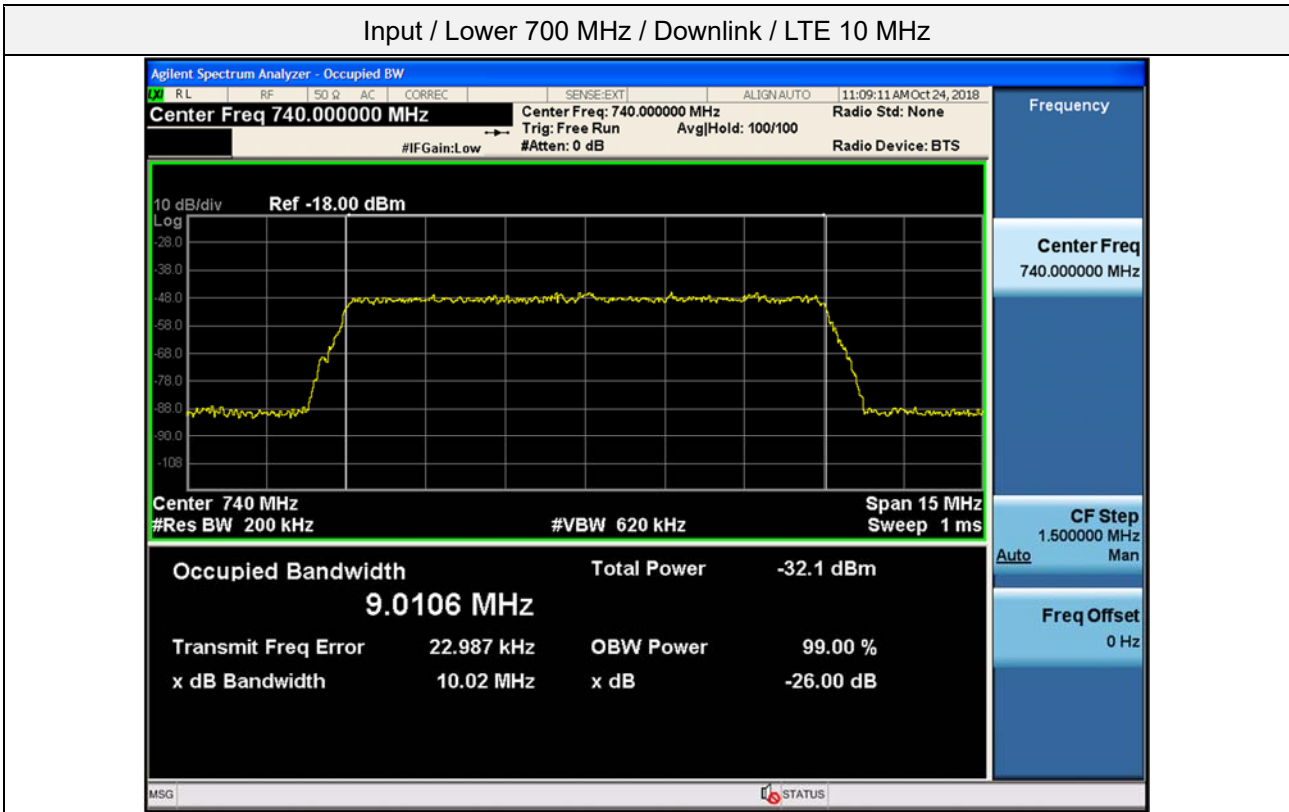 Input / Lower 700 MHz / Downlink / LTE 10 MHz
Agilent Spectrum Analyzer - Occupied BW
LXI RL RF 50 Ω AC CORREC SENSE:EXT ALIGN AUTO 11:09:11 AM Oct 24, 2018
Center Freq 740.000000 MHz
Center Freq: 740.000000 MHz
Radio Std: None
Trig: Free Run Avg|Hold: 100/100
#IFGain:Low #Atten: 0 dB
Radio Device: BTS
Frequency
10 dB/div Ref -18.00 dBm
Log
-28.0
-38.0
-48.0
-58.0
-68.0
-78.0
-88.0
-98.0
-108
Center 740 MHz Span 15 MHz
#Res BW 200 kHz #VBW 620 kHz Sweep 1 ms
Center Freq
740.000000 MHz
CF Step
1.500000 MHz
Auto Man
Freq Offset
0 Hz
Occupied Bandwidth Total Power -32.1 dBm
9.0106 MHz
Transmit Freq Error 22.987 kHz OBW Power 99.00 %
x dB Bandwidth 10.02 MHz x dB -26.00 dB
MSG STATUS